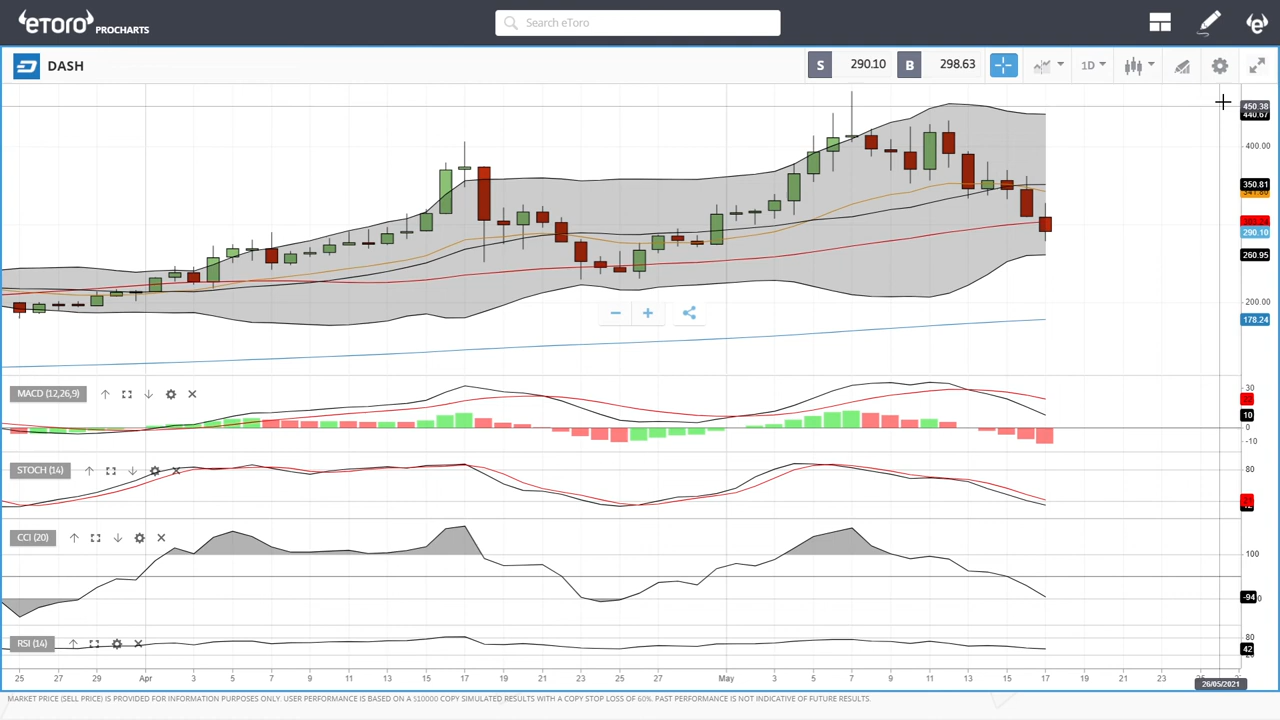 eToro PROCHARTS
Search eToro
DASH
S 290.10 B 298.63
1D
450.38
440.67
400.00
350.81
290.10
260.95
200.00
178.24
MACD (12,26,9)
30
10
0
-10
STOCH (14)
80
CCI (20)
100
-94
RSI (14)
80
42
25 27 29 Apr 3 5 7 9 11 13 15 17 19 21 23 25 27 May 3 5 7 9 11 13 15 17 19 21 23
26/05/2021
MARKET PRICE (SELL PRICE) IS PROVIDED FOR INFORMATION PURPOSES ONLY. USER PERFORMANCE IS BASED ON A $10000 COPY SIMULATED RESULTS WITH A COPY STOP LOSS OF 60%. PAST PERFORMANCE IS NOT INDICATIVE OF FUTURE RESULTS.